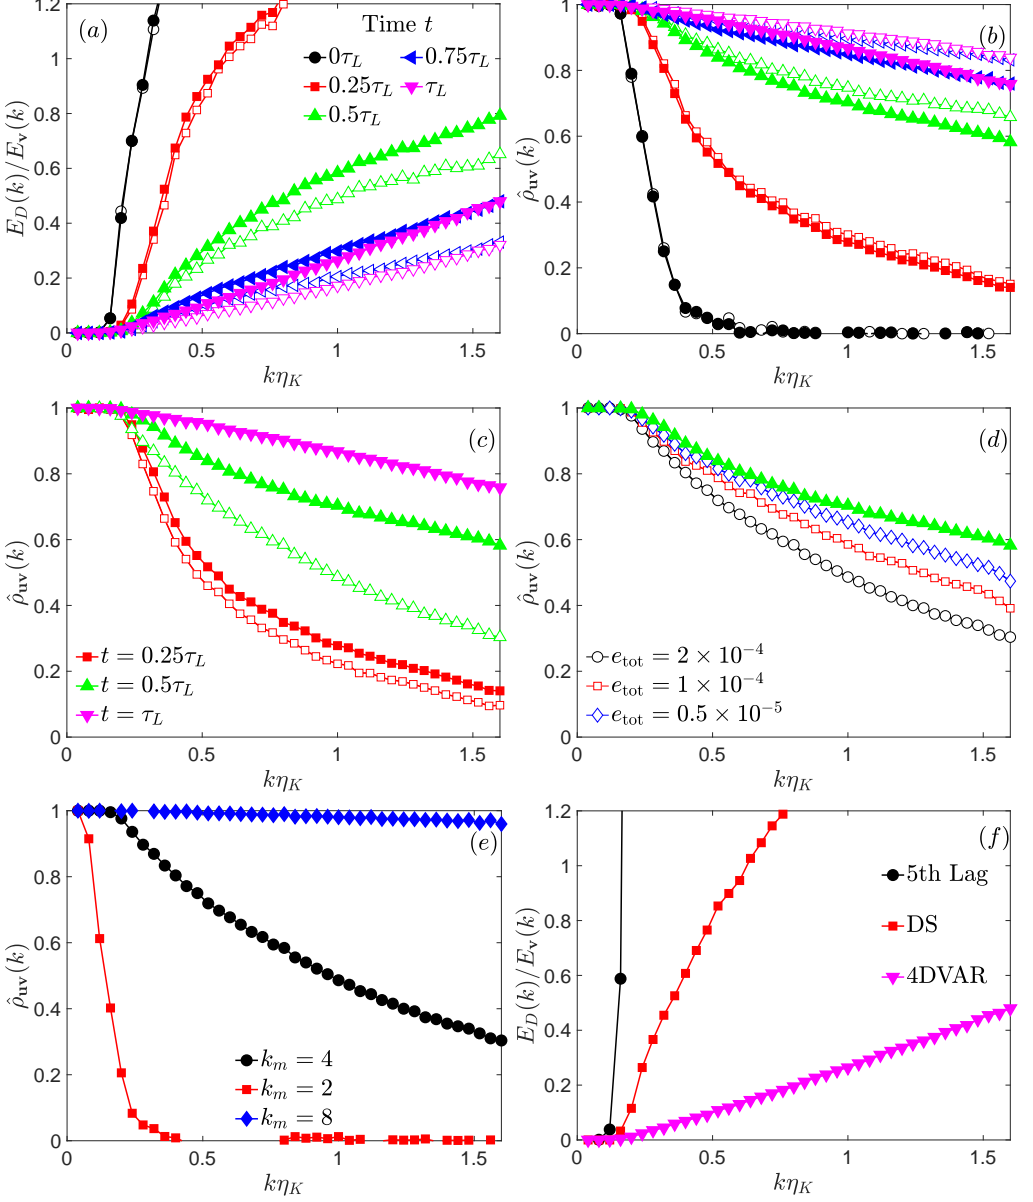 (a)
Time t
0τ_L
0.75τ_L
0.25τ_L
τ_L
0.5τ_L
E_D(k)/E_v(k)
1.2
1
0.8
0.6
0.4
0.2
0
0 0.5 1 1.5
kη_K
(b)
ρ̂_uv(k)
1
0.8
0.6
0.4
0.2
0
0 0.5 1 1.5
kη_K
(c)
ρ̂_uv(k)
1
0.8
0.6
0.4
0.2
0
t = 0.25τ_L
t = 0.5τ_L
t = τ_L
0 0.5 1 1.5
kη_K
(d)
ρ̂_uv(k)
1
0.8
0.6
0.4
0.2
0
e_tot = 2 × 10⁻⁴
e_tot = 1 × 10⁻⁴
e_tot = 0.5 × 10⁻⁵
0 0.5 1 1.5
kη_K
(e)
ρ̂_uv(k)
1
0.8
0.6
0.4
0.2
0
k_m = 4
k_m = 2
k_m = 8
0 0.5 1 1.5
kη_K
(f)
E_D(k)/E_v(k)
1.2
1
0.8
0.6
0.4
0.2
0
5th Lag
DS
4DVAR
0 0.5 1 1.5
kη_K